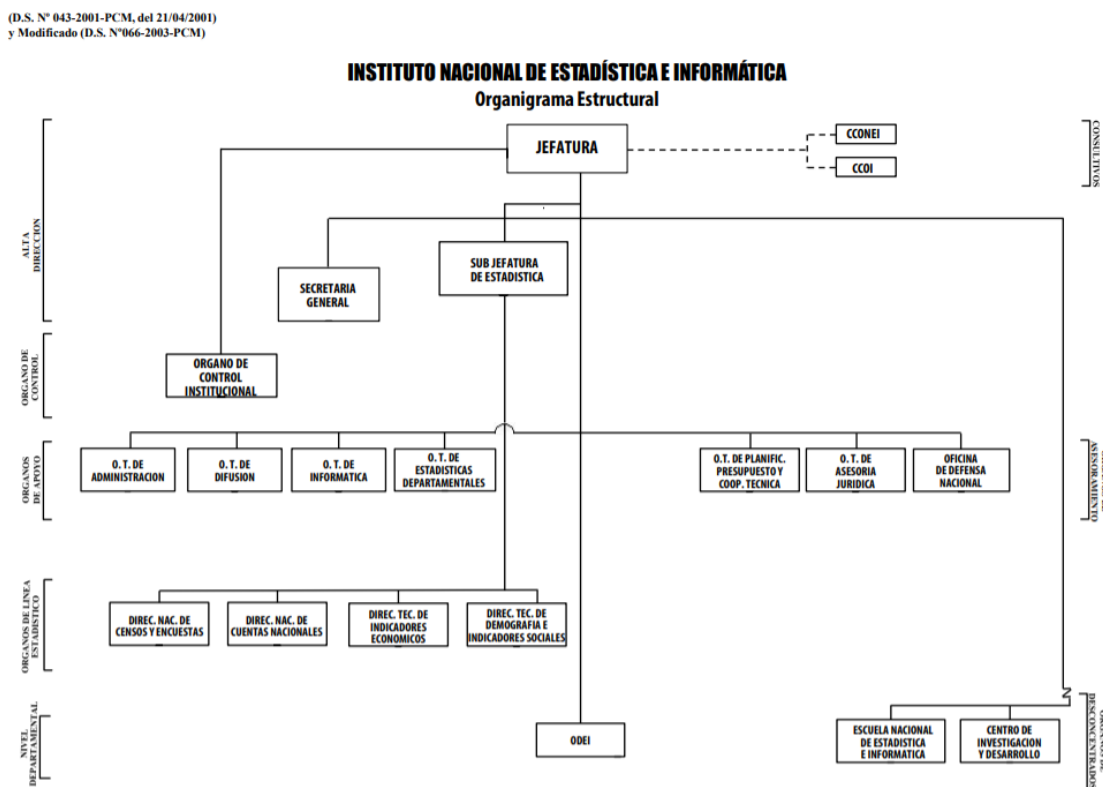 (D.S. Nº 043-2001-PCM, del 21/04/2001)
y Modificado (D.S. Nº066-2003-PCM)
INSTITUTO NACIONAL DE ESTADÍSTICA E INFORMÁTICA
Organigrama Estructural
JEFATURA
CCONEI
CCOI
CONSULTIVOS
ALTA
DIRECCION
SUB JEFATURA
DE ESTADISTICA
SECRETARIA
GENERAL
ORGANO DE
CONTROL
ORGANO DE
CONTROL
INSTITUCIONAL
ORGANOS
DE APOYO
O. T. DE
ADMINISTRACION
O. T. DE
DIFUSION
O. T. DE
INFORMATICA
O. T. DE
ESTADISTICAS
DEPARTAMENTALES
O.T. DE PLANIFIC.
PRESUPUESTO Y
COOP. TECNICA
O. T. DE
ASESORIA
JURIDICA
OFICINA
DE DEFENSA
NACIONAL
ASESORAMIENTO
ORGANOS DE LINEA
ESTADISTICO
DIREC. NAC. DE
CENSOS Y ENCUESTAS
DIREC. NAC. DE
CUENTAS NACIONALES
DIREC. TEC. DE
INDICADORES
ECONOMICOS
DIREC. TEC. DE
DEMOGRAFIA E
INDICADORES SOCIALES
NIVEL
DEPARTAMENTAL
ODEI
ESCUELA NACIONAL
DE ESTADISTICA
E INFORMATICA
CENTRO DE
INVESTIGACION
Y DESARROLLO
DESCONCENTRADOS